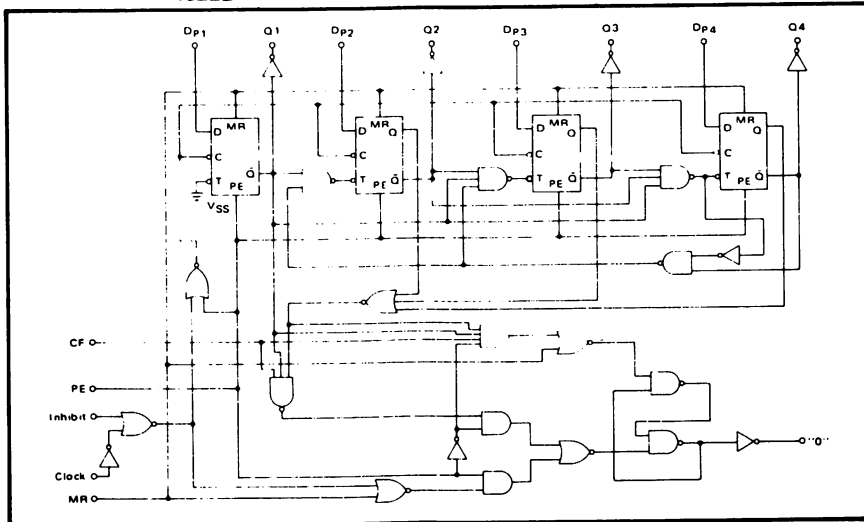 DP1 Q1 DP2 Q2 DP3 Q3 DP4 Q4
MR MR MR MR
D D Q D Q D Q
C C C C
T Q̄ T Q̄ T Q̄ T Q̄
PE PE PE PE
VSS
CF
PE
Inhibit
Clock
MR
"0"